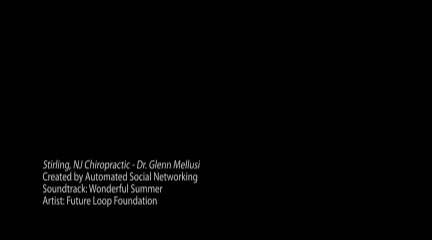 Stirling, NJ Chiropractic - Dr. Glenn Mellusi
Created by Automated Social Networking
Soundtrack: Wonderful Summer
Artist: Future Loop Foundation